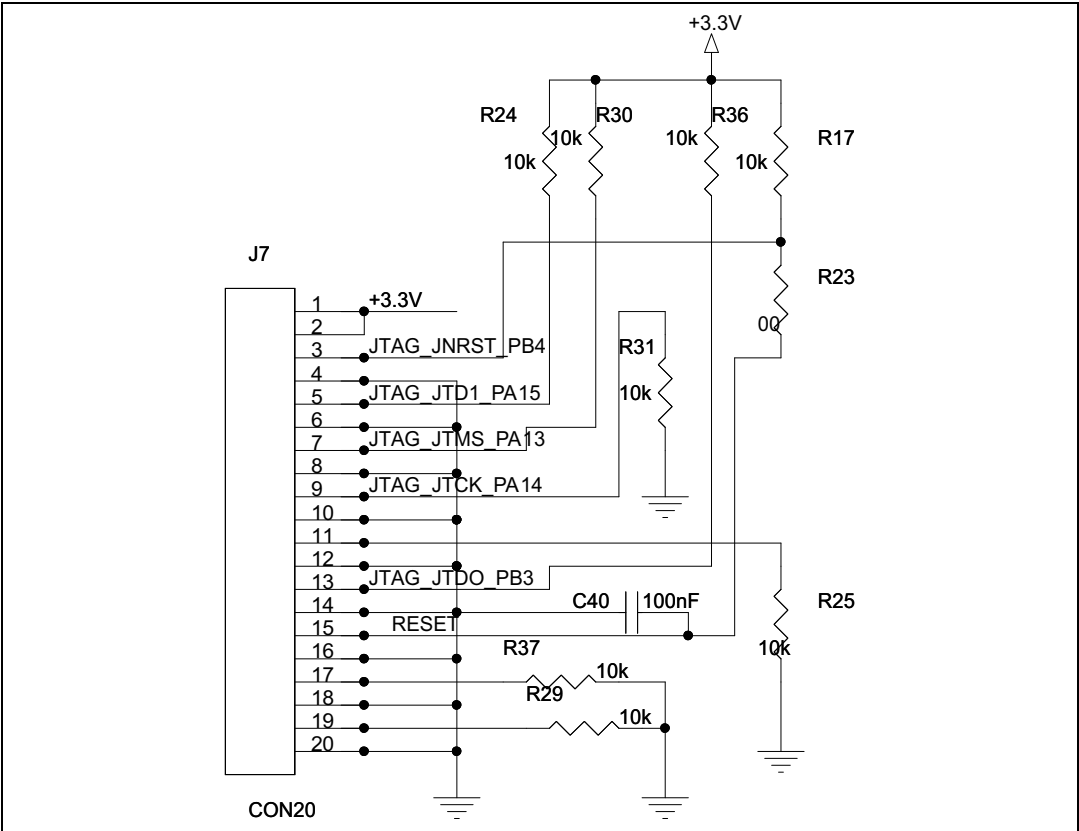 +3.3V
R24
R30
R36
R17
10k
10k
10k
10k
J7
R23
00
1
+3.3V
2
3
JTAG_JNRST_PB4
R31
4
5
JTAG_JTD1_PA15
10k
6
7
JTAG_JTMS_PA13
8
9
JTAG_JTCK_PA14
10
11
12
13
JTAG_JTDO_PB3
14
C40
100nF
R25
15
RESET
16
R37
10k
17
10k
R29
18
19
10k
20
CON20